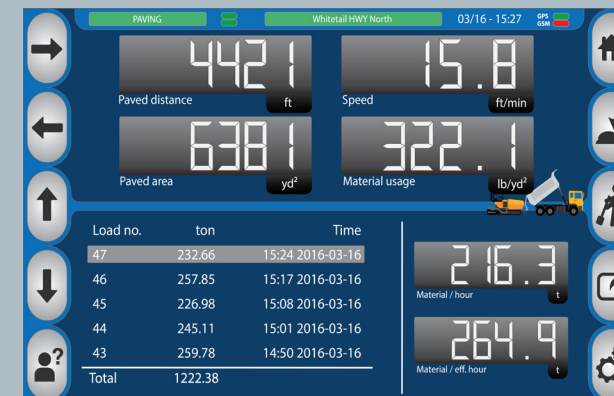 PAVING Whitetail HWY North 03/16 - 15:27 GPS
GSM
4421
Paved distance ft
15.8
Speed ft/min
6381
Paved area yd²
322.1
Material usage lb/yd²
Load no. ton Time
47 232.66 15:24 2016-03-16
46 257.85 15:17 2016-03-16
45 226.98 15:08 2016-03-16
44 245.11 15:01 2016-03-16
43 259.78 14:50 2016-03-16
Total 1222.38
216.3
Material / hour t
264.9
Material / eff. hour t
?